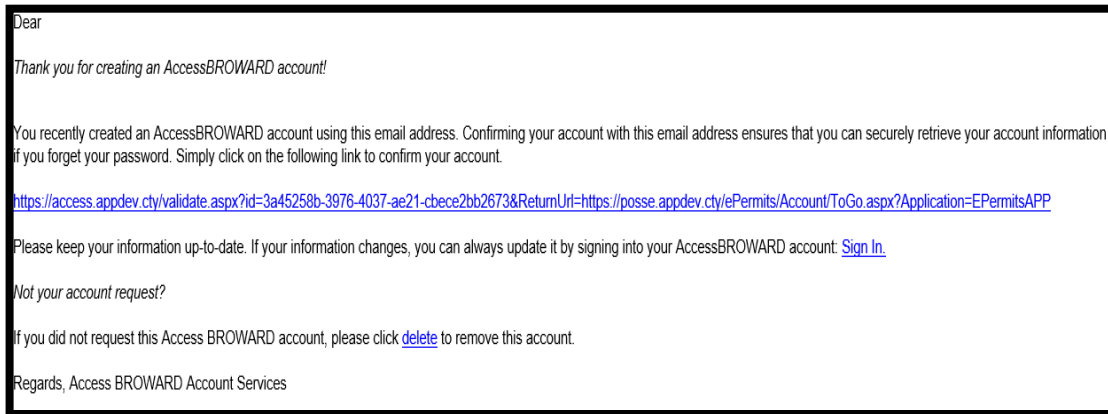 Dear
Thank you for creating an AccessBROWARD account!
You recently created an AccessBROWARD account using this email address. Confirming your account with this email address ensures that you can securely retrieve your account information
if you forget your password. Simply click on the following link to confirm your account.
https://access.appdev.cty/validate.aspx?id=3a45258b-3976-4037-ae21-cbece2bb2673&ReturnUrl=https://posse.appdev.cty/ePermits/Account/ToGo.aspx?Application=EPermitsAPP
Please keep your information up-to-date. If your information changes, you can always update it by signing into your AccessBROWARD account: Sign In.
Not your account request?
If you did not request this Access BROWARD account, please click delete to remove this account.
Regards, Access BROWARD Account Services